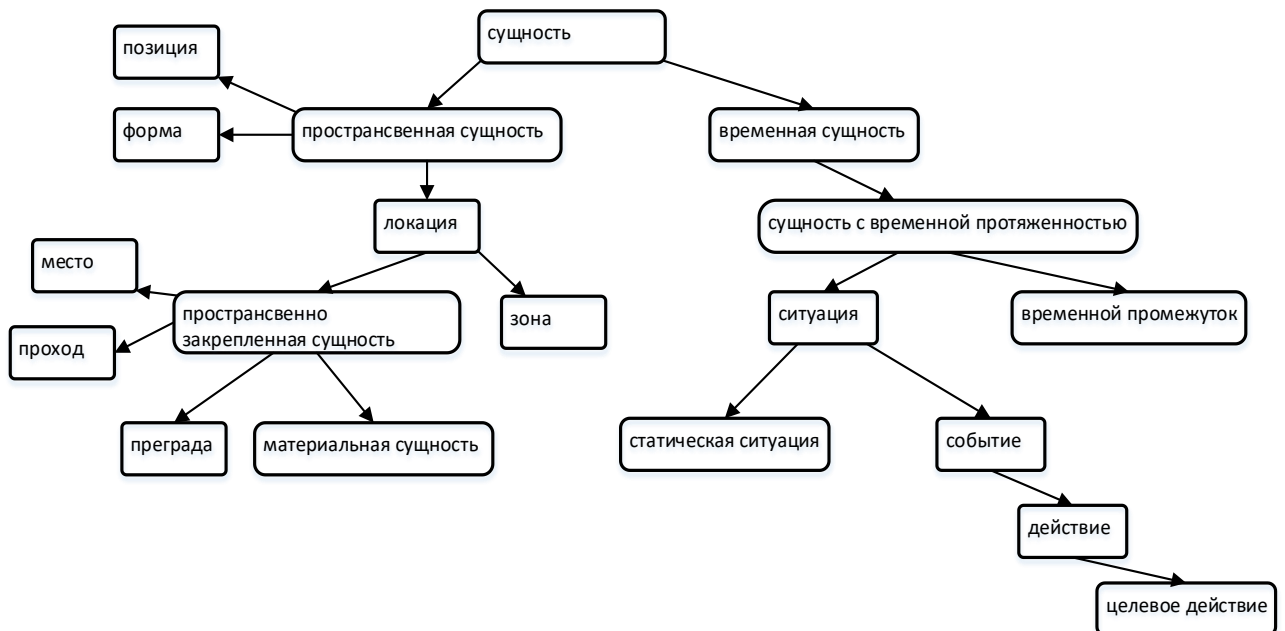 сущность
позиция
форма
пространсвенная сущность
временная сущность
локация
сущность с временной протяженностью
место
пространсвенно
закрепленная сущность
зона
ситуация
временной промежуток
проход
преграда
материальная сущность
статическая ситуация
событие
действие
целевое действие